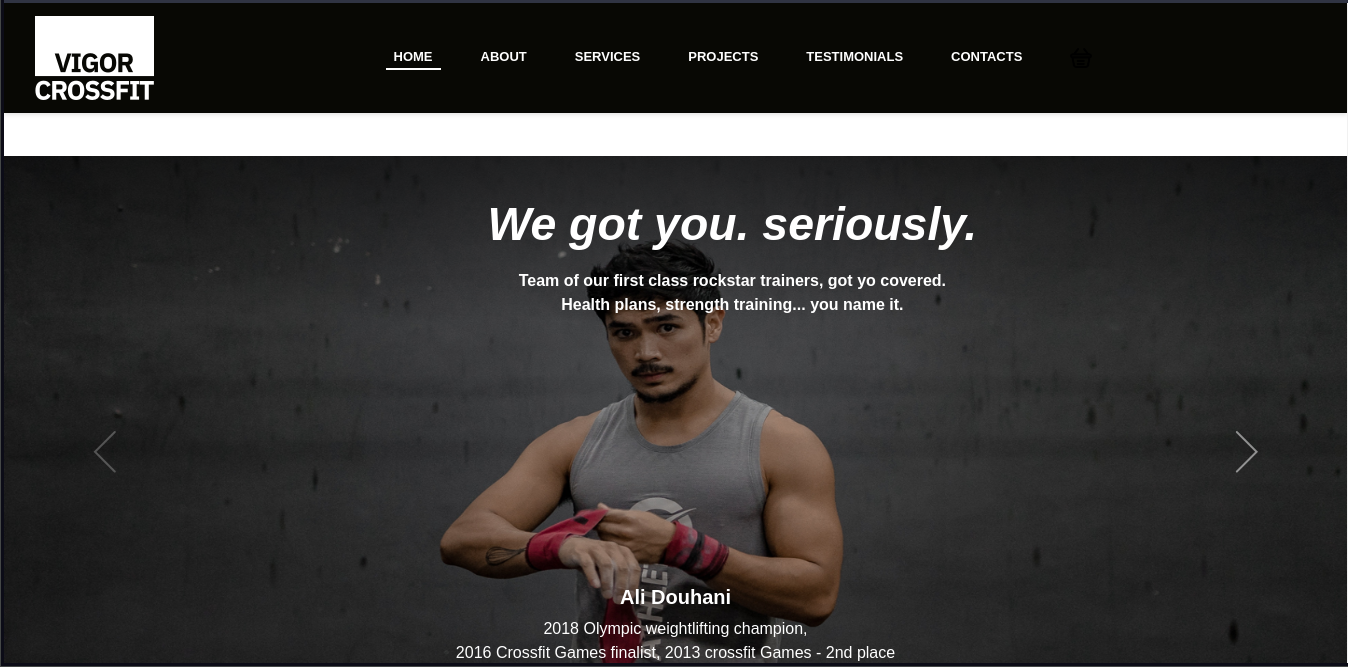 VIGOR
CROSSFIT
HOME ABOUT SERVICES PROJECTS TESTIMONIALS CONTACTS
We got you. seriously.
Team of our first class rockstar trainers, got yo covered.
Health plans, strength training... you name it.
Ali Douhani
2018 Olympic weightlifting champion,
2016 Crossfit Games finalist, 2013 crossfit Games - 2nd place